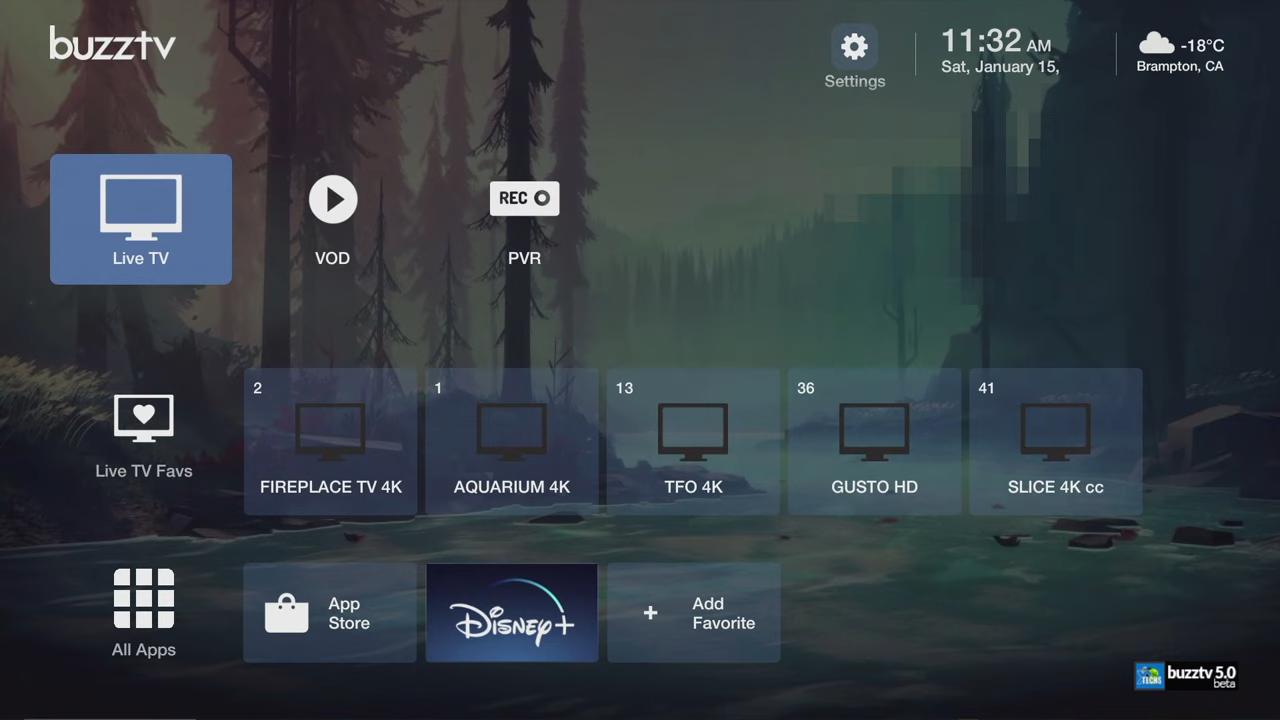 buzztv
Settings
11:32 AM
Sat, January 15,
-18°C
Brampton, CA
Live TV
VOD
REC
PVR
Live TV Favs
2
FIREPLACE TV 4K
1
AQUARIUM 4K
13
TFO 4K
36
GUSTO HD
41
SLICE 4K cc
All Apps
App
Store
Disney+
+
Add
Favorite
TECHS
buzztv 5.0
beta